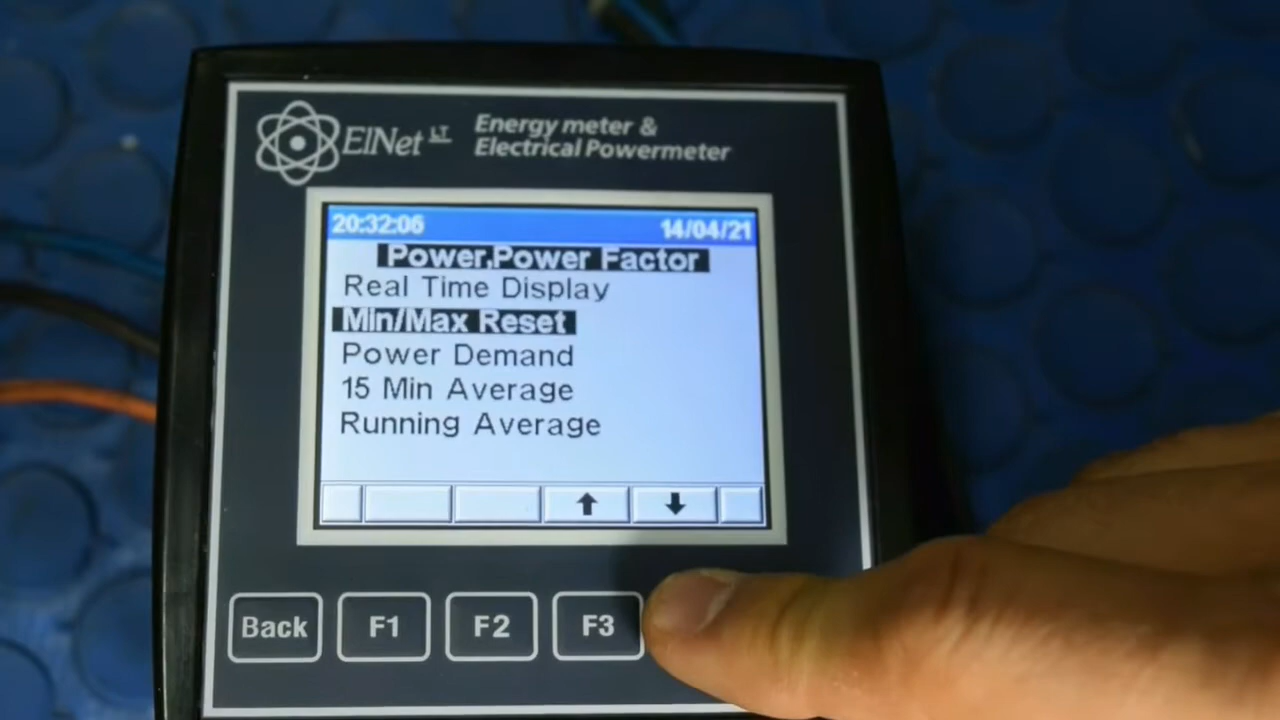 ElNet LT
Energy meter &
Electrical Powermeter
20:32:06 14/04/21
Power,Power Factor
Real Time Display
Min/Max Reset
Power Demand
15 Min Average
Running Average
Back F1 F2 F3